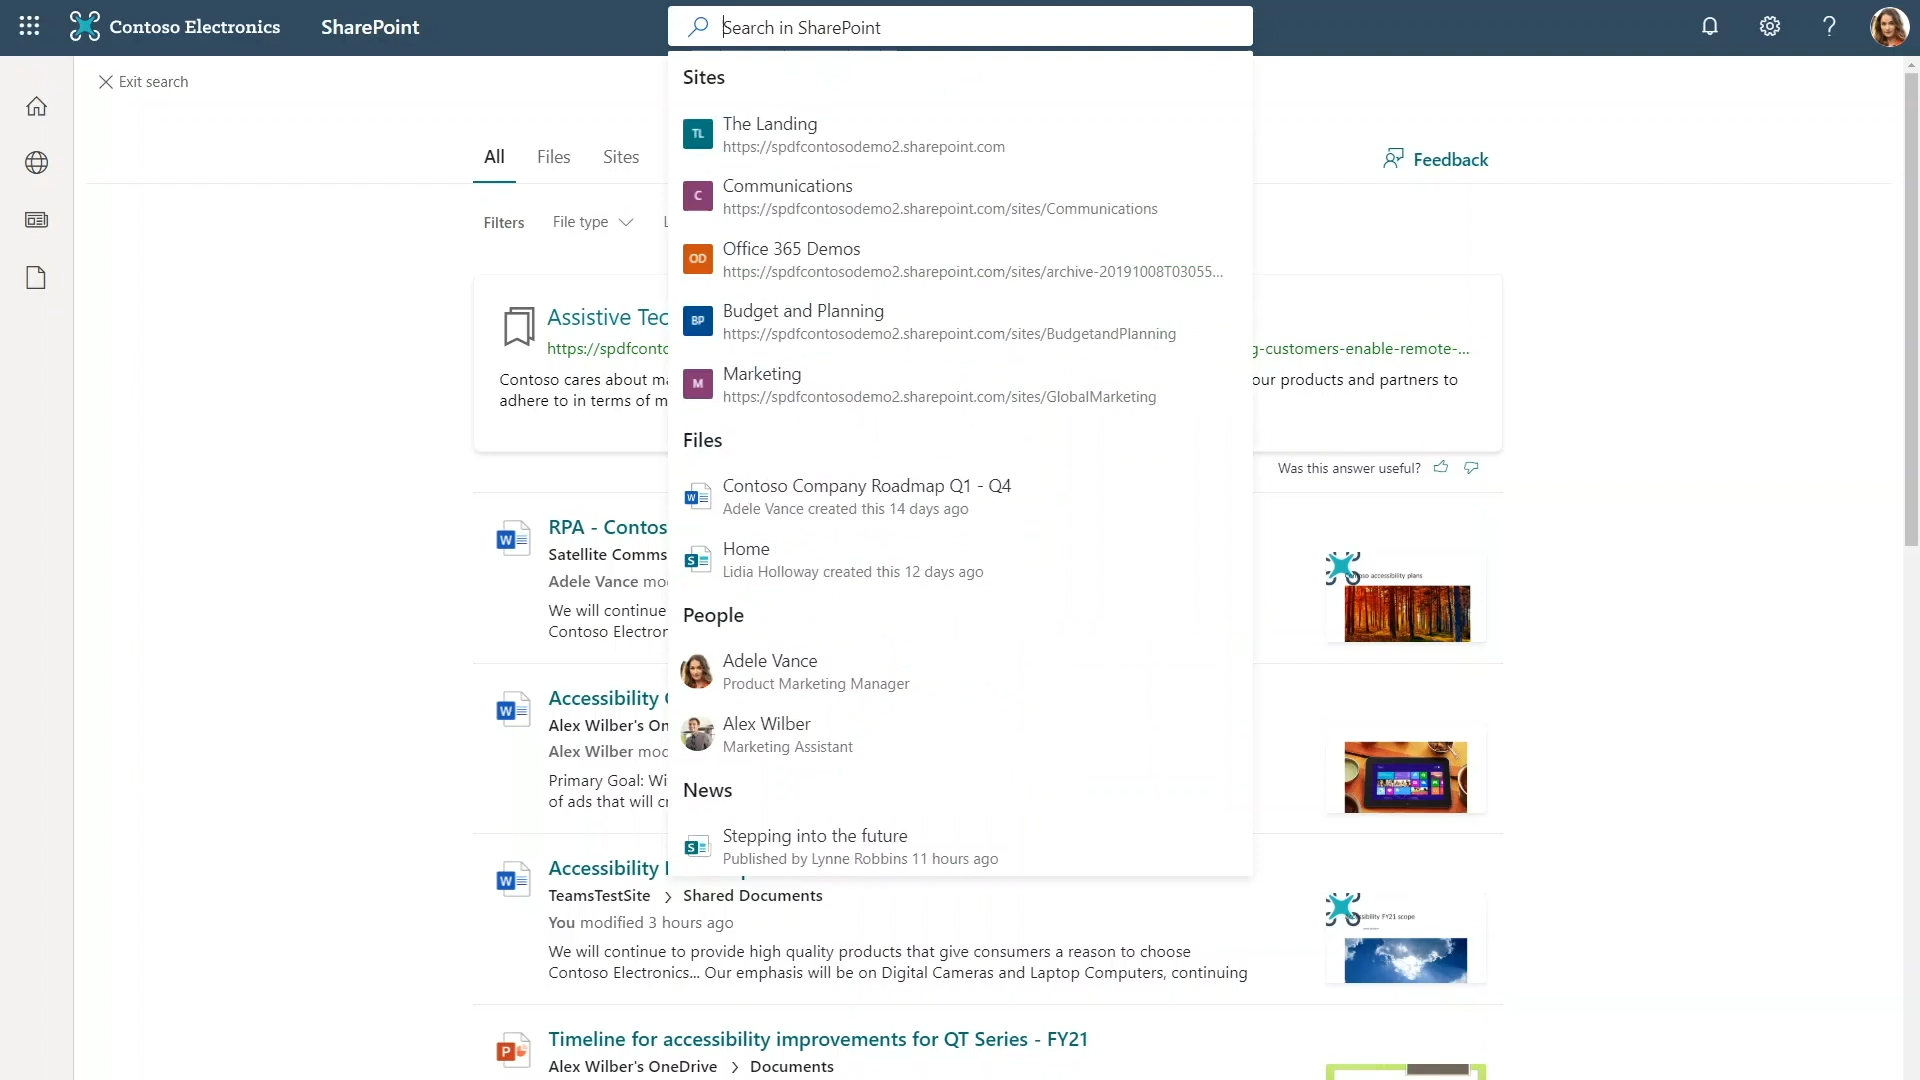 Contoso Electronics
SharePoint
Search in SharePoint
Exit search
All
Files
Sites
Feedback
Filters
File type
Sites
TL
The Landing
https://spdfcontosodemo2.sharepoint.com
C
Communications
https://spdfcontosodemo2.sharepoint.com/sites/Communications
OD
Office 365 Demos
https://spdfcontosodemo2.sharepoint.com/sites/archive-20191008T03055...
BP
Budget and Planning
https://spdfcontosodemo2.sharepoint.com/sites/BudgetandPlanning
M
Marketing
https://spdfcontosodemo2.sharepoint.com/sites/GlobalMarketing
Files
Contoso Company Roadmap Q1 - Q4
Adele Vance created this 14 days ago
Home
Lidia Holloway created this 12 days ago
People
Adele Vance
Product Marketing Manager
Alex Wilber
Marketing Assistant
News
Stepping into the future
Published by Lynne Robbins 11 hours ago
Assistive Tec
https://spdfconto
g-customers-enable-remote-...
Contoso cares about ma
our products and partners to
adhere to in terms of m
Was this answer useful?
RPA - Contos
Satellite Comms
Adele Vance mo
We will continue
Contoso Electron
accessibility plans
Accessibility
Alex Wilber's On
Alex Wilber mod
Primary Goal: Wi
of ads that will cr
Accessibility
TeamsTestSite > Shared Documents
You modified 3 hours ago
We will continue to provide high quality products that give consumers a reason to choose
Contoso Electronics... Our emphasis will be on Digital Cameras and Laptop Computers, continuing
ssibility FY21 scope
Timeline for accessibility improvements for QT Series - FY21
Alex Wilber's OneDrive > Documents